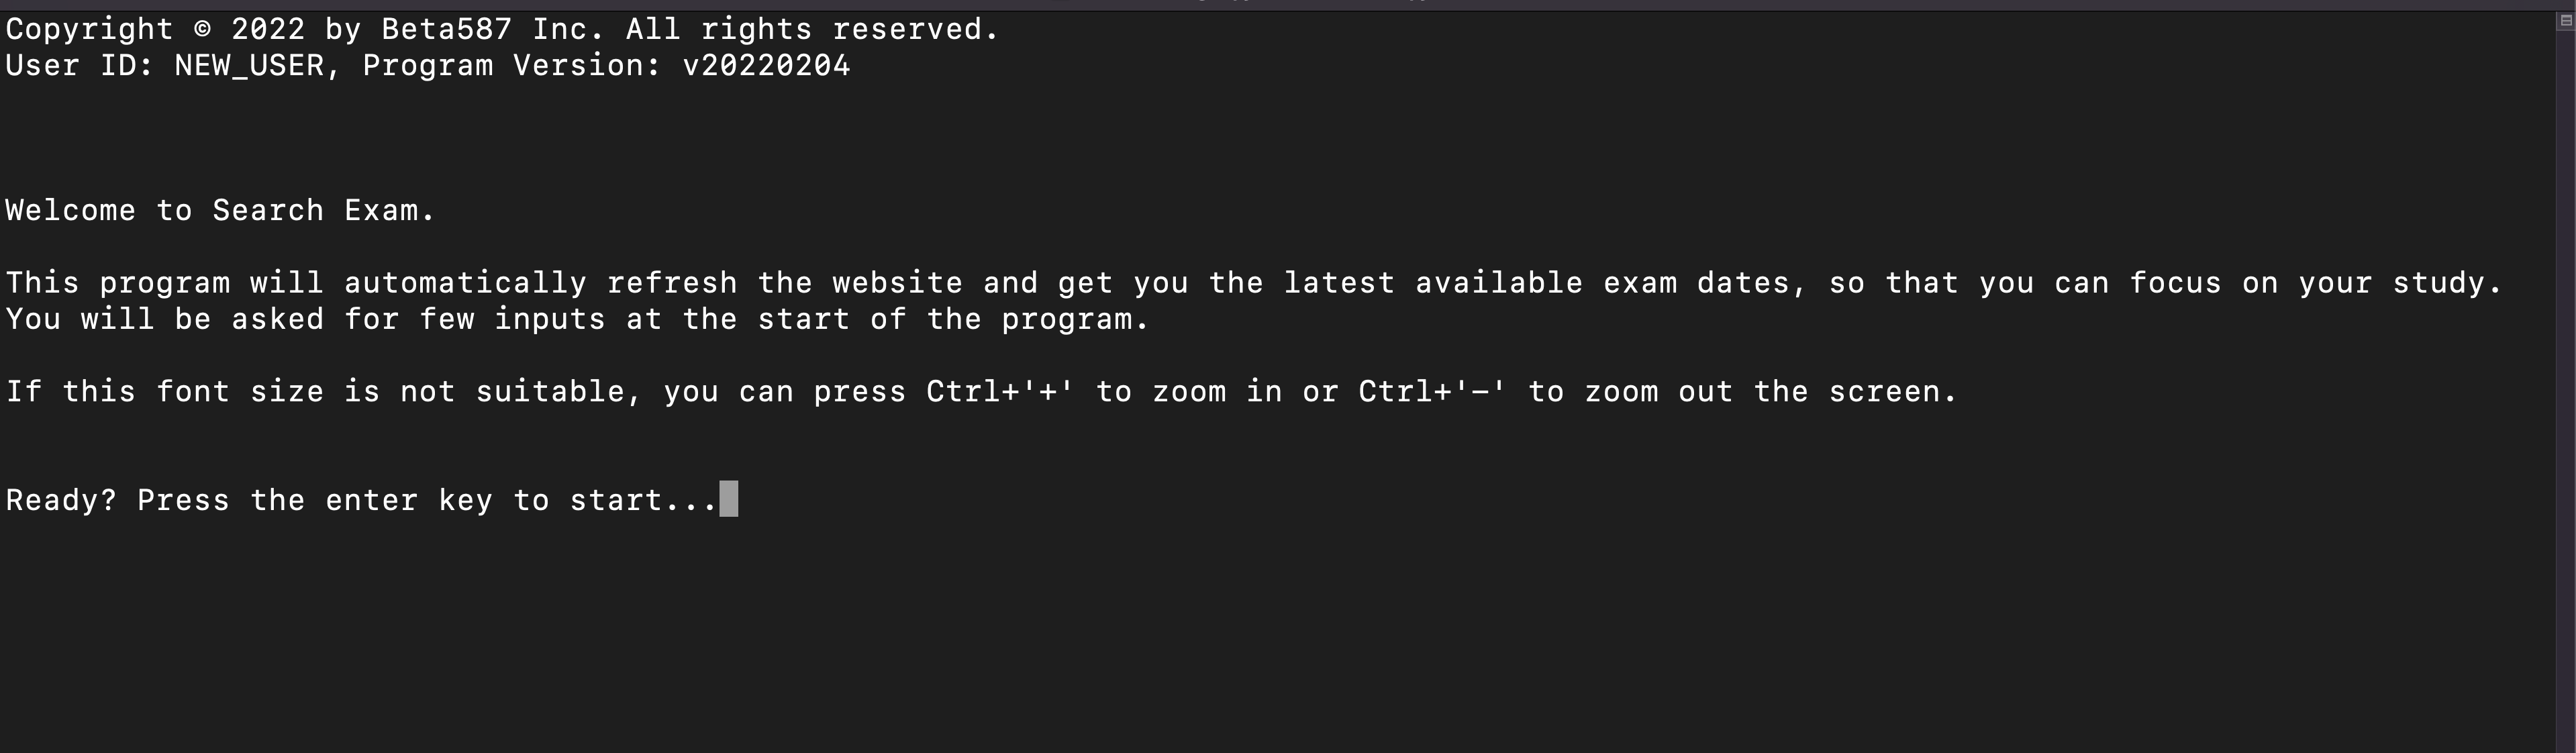 Copyright © 2022 by Beta587 Inc. All rights reserved.
User ID: NEW_USER, Program Version: v20220204
Welcome to Search Exam.
This program will automatically refresh the website and get you the latest available exam dates, so that you can focus on your study.
You will be asked for few inputs at the start of the program.
If this font size is not suitable, you can press Ctrl+'+' to zoom in or Ctrl+'-' to zoom out the screen.
Ready? Press the enter key to start...